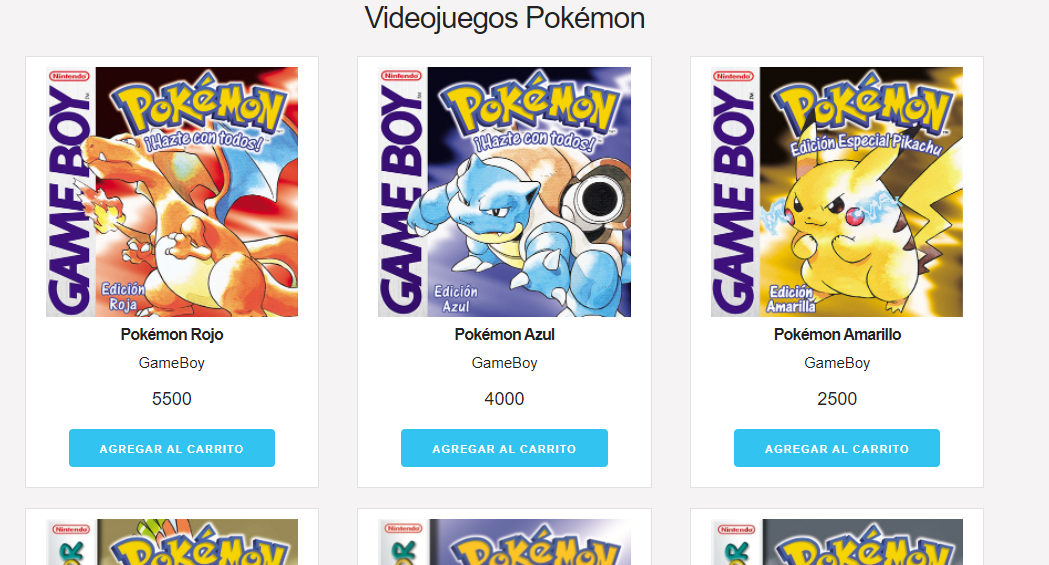 Videojuegos Pokémon
Nintendo
GAME BOY
POKéMON
¡Hazte con todos!
Edición
Roja
Pokémon Rojo
GameBoy
5500
AGREGAR AL CARRITO
Nintendo
GAME BOY
POKéMON
¡Hazte con todos!
Edición
Azul
Pokémon Azul
GameBoy
4000
AGREGAR AL CARRITO
Nintendo
GAME BOY
POKéMON
Edición Especial Pikachu
Edición
Amarilla
Pokémon Amarillo
GameBoy
2500
AGREGAR AL CARRITO
Nintendo
POKéMON
Nintendo
POKéMON
Nintendo
POKéMON